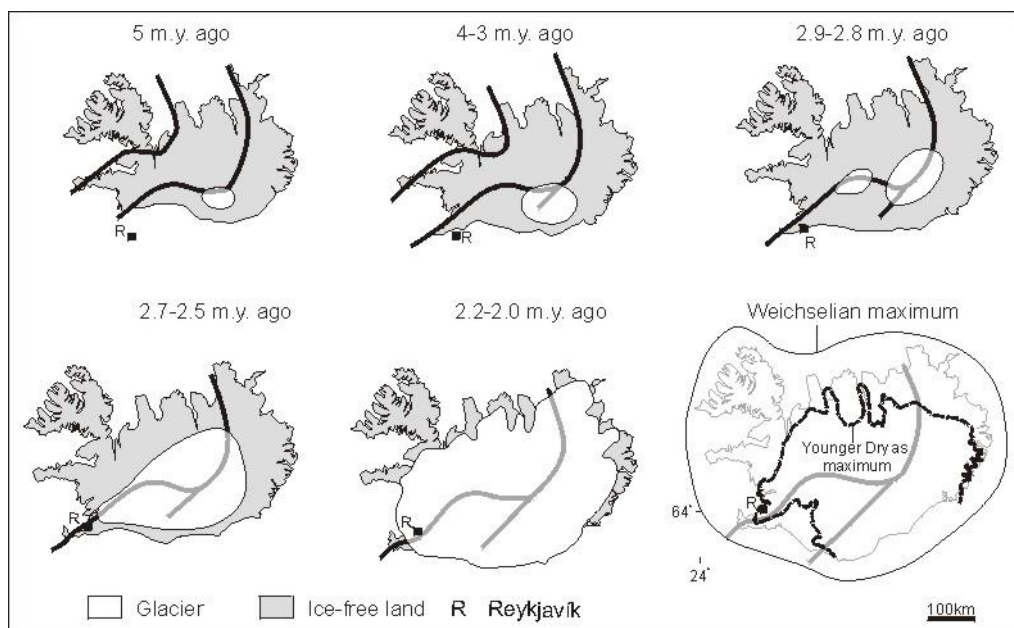 5 m.y. ago
4-3 m.y. ago
2.9-2.8 m.y. ago
R
R
R
2.7-2.5 m.y. ago
2.2-2.0 m.y. ago
Weichselian maximum
Younger Dryas
maximum
R
R
R
64°
24°
Glacier
Ice-free land
R Reykjavík
100km